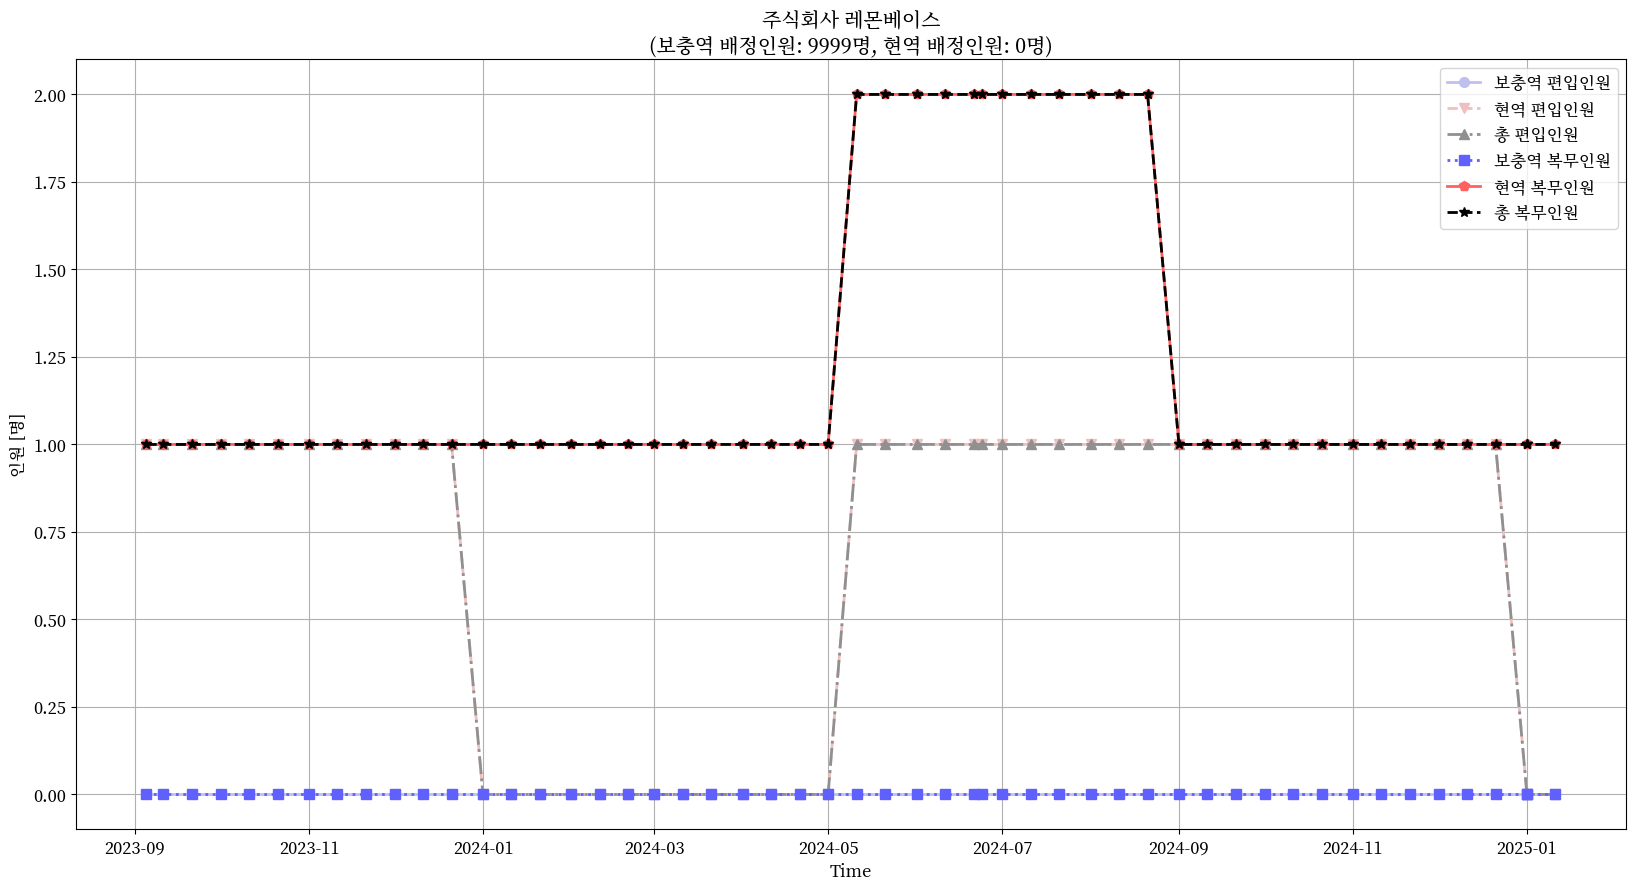 주식회사 레몬베이스
(보충역 배정인원: 9999명, 현역 배정인원: 0명)
보충역 편입인원
현역 편입인원
총 편입인원
보충역 복무인원
현역 복무인원
총 복무인원
인원 [명]
2.00
1.75
1.50
1.25
1.00
0.75
0.50
0.25
0.00
2023-09
2023-11
2024-01
2024-03
2024-05
2024-07
2024-09
2024-11
2025-01
Time